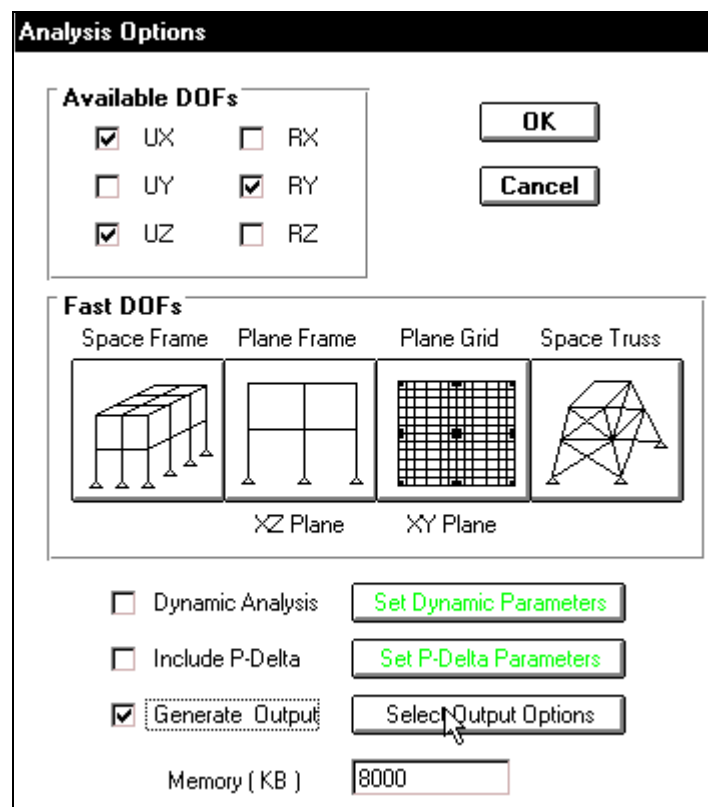 Analysis Options
Available DOFs
UX RX
UY RY
UZ RZ
OK
Cancel
Fast DOFs
Space Frame Plane Frame Plane Grid Space Truss
XZ Plane XY Plane
Dynamic Analysis Set Dynamic Parameters
Include P-Delta Set P-Delta Parameters
Generate Output Select Output Options
Memory ( KB ) 8000